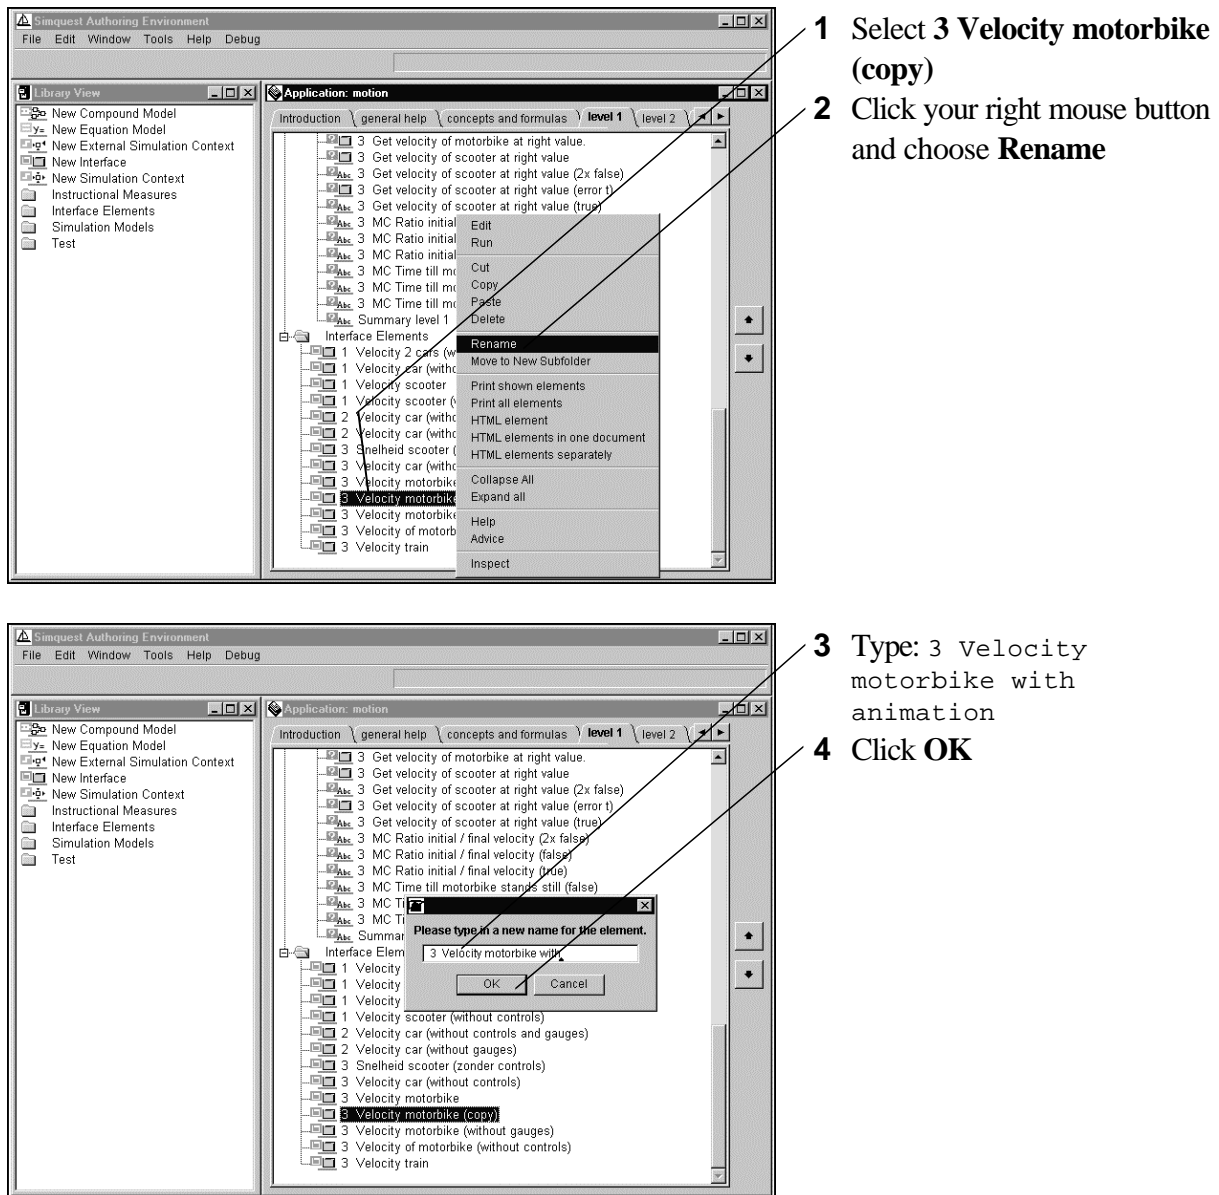 Simquest Authoring Environment
File Edit Window Tools Help Debug
Library View
New Compound Model
New Equation Model
New External Simulation Context
New Interface
New Simulation Context
Instructional Measures
Interface Elements
Simulation Models
Test
Application: motion
Introduction general help concepts and formulas level 1 level 2
3 Get velocity of motorbike at right value.
3 Get velocity of scooter at right value
3 Get velocity of scooter at right value (2x false)
3 Get velocity of scooter at right value (error t)
3 Get velocity of scooter at right value (true)
3 MC Ratio initial
3 MC Ratio initial
3 MC Ratio initial
3 MC Time till mo
3 MC Time till mo
3 MC Time till mo
Summary level 1
Interface Elements
1 Velocity 2 cars (w
1 Velocity car (witho
1 Velocity scooter
1 Velocity scooter (
2 Velocity car (witho
2 Velocity car (witho
3 Snelheid scooter (
3 Velocity car (witho
3 Velocity motorbike
3 Velocity motorbike
3 Velocity motorbike
3 Velocity of motorb
3 Velocity train
Edit
Run
Cut
Copy
Paste
Delete
Rename
Move to New Subfolder
Print shown elements
Print all elements
HTML element
HTML elements in one document
HTML elements separately
Collapse All
Expand all
Help
Advice
Inspect
1 Select 3 Velocity motorbike
(copy)
2 Click your right mouse button
and choose Rename
Simquest Authoring Environment
File Edit Window Tools Help Debug
Library View
New Compound Model
New Equation Model
New External Simulation Context
New Interface
New Simulation Context
Instructional Measures
Interface Elements
Simulation Models
Test
Application: motion
Introduction general help concepts and formulas level 1 level 2
3 Get velocity of motorbike at right value.
3 Get velocity of scooter at right value
3 Get velocity of scooter at right value (2x false)
3 Get velocity of scooter at right value (error t)
3 Get velocity of scooter at right value (true)
3 MC Ratio initial / final velocity (2x false)
3 MC Ratio initial / final velocity (false)
3 MC Ratio initial / final velocity (true)
3 MC Time till motorbike stands still (false)
3 MC Ti
3 MC Ti
Summar
Interface Elem
1 Velocity
1 Velocity
1 Velocity
1 Velocity scooter (without controls)
2 Velocity car (without controls and gauges)
2 Velocity car (without gauges)
3 Snelheid scooter (zonder controls)
3 Velocity car (without controls)
3 Velocity motorbike
3 Velocity motorbike (copy)
3 Velocity motorbike (without gauges)
3 Velocity of motorbike (without controls)
3 Velocity train
Please type in a new name for the element.
3 Velocity motorbike with
OK Cancel
3 Type: 3 Velocity
motorbike with
animation
4 Click OK